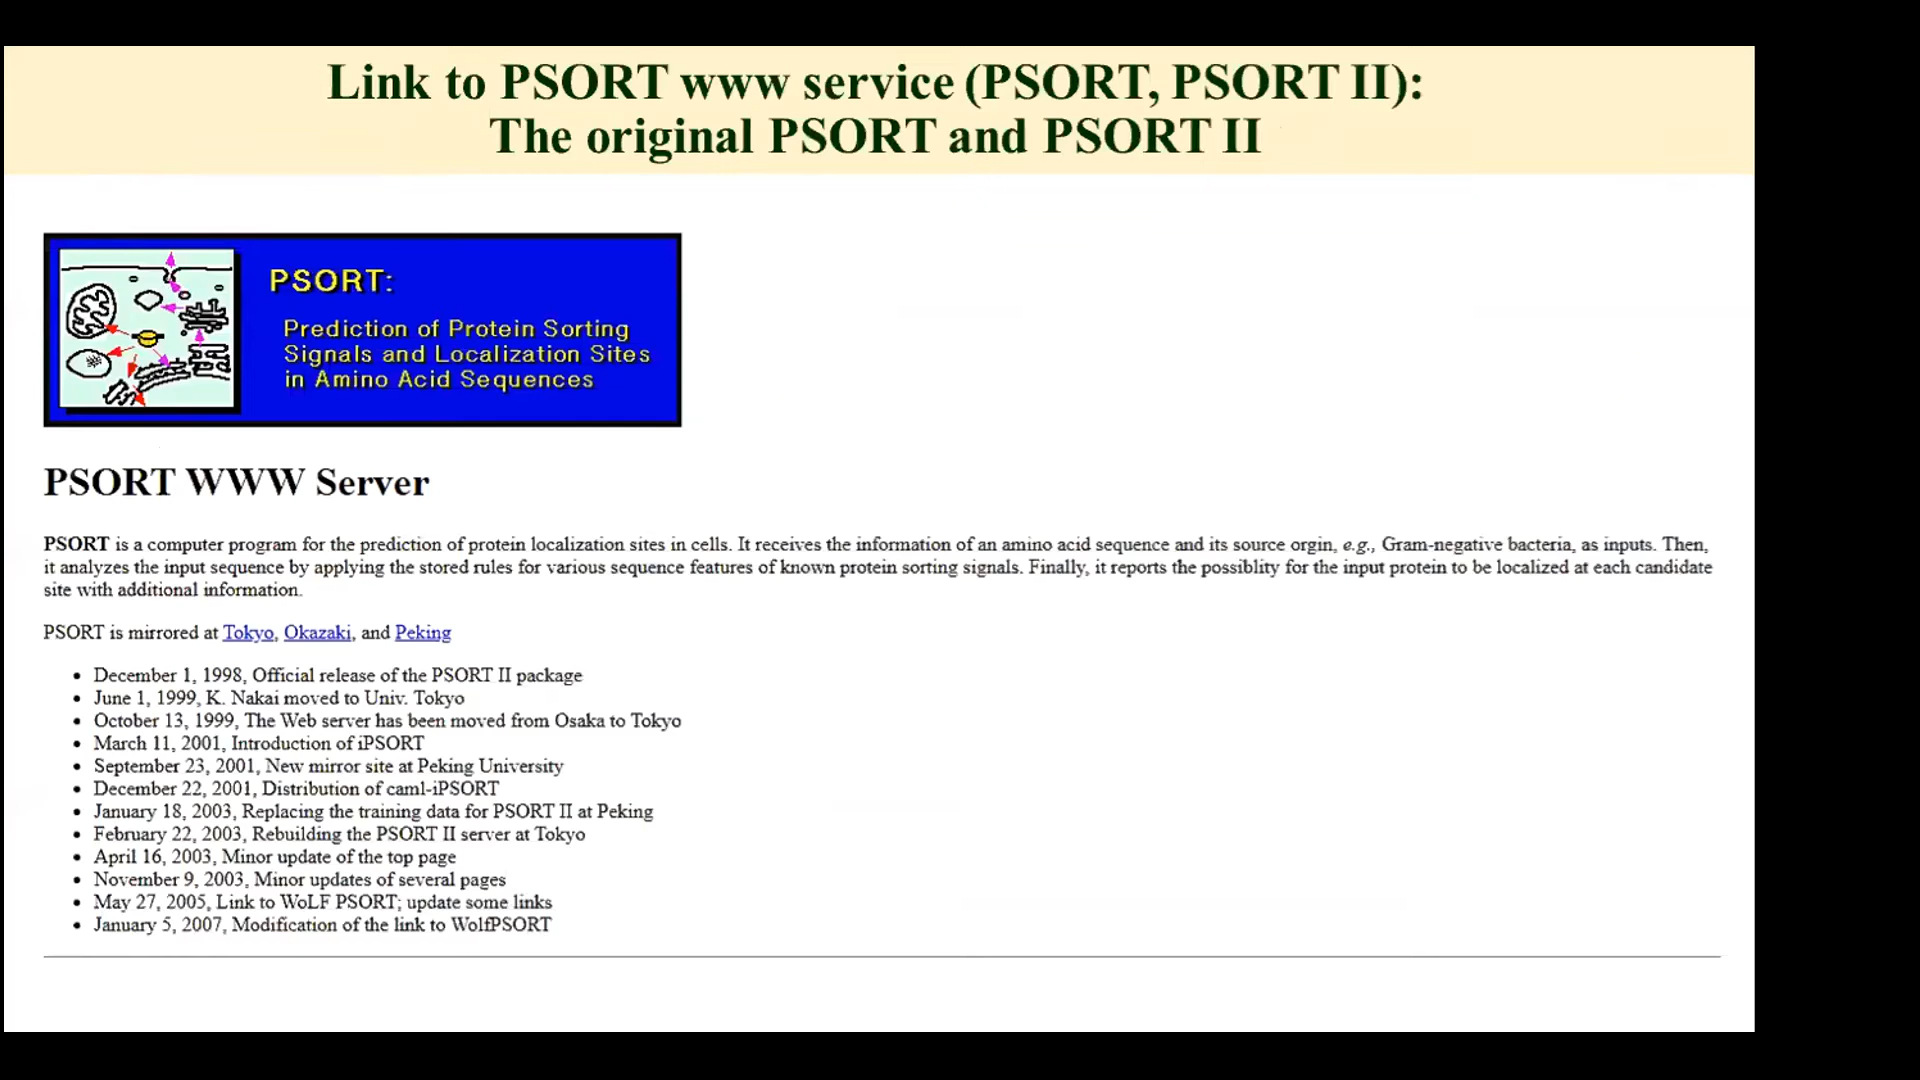 Link to PSORT www service (PSORT, PSORT II):
The original PSORT and PSORT II
PSORT:
Prediction of Protein Sorting
Signals and Localization Sites
in Amino Acid Sequences
PSORT WWW Server
PSORT is a computer program for the prediction of protein localization sites in cells. It receives the information of an amino acid sequence and its source orgin, e.g., Gram-negative bacteria, as inputs. Then,
it analyzes the input sequence by applying the stored rules for various sequence features of known protein sorting signals. Finally, it reports the possiblity for the input protein to be localized at each candidate
site with additional information.
PSORT is mirrored at Tokyo, Okazaki, and Peking
• December 1, 1998, Official release of the PSORT II package
• June 1, 1999, K. Nakai moved to Univ. Tokyo
• October 13, 1999, The Web server has been moved from Osaka to Tokyo
• March 11, 2001, Introduction of iPSORT
• September 23, 2001, New mirror site at Peking University
• December 22, 2001, Distribution of caml-iPSORT
• January 18, 2003, Replacing the training data for PSORT II at Peking
• February 22, 2003, Rebuilding the PSORT II server at Tokyo
• April 16, 2003, Minor update of the top page
• November 9, 2003, Minor updates of several pages
• May 27, 2005, Link to WoLF PSORT; update some links
• January 5, 2007, Modification of the link to WolfPSORT